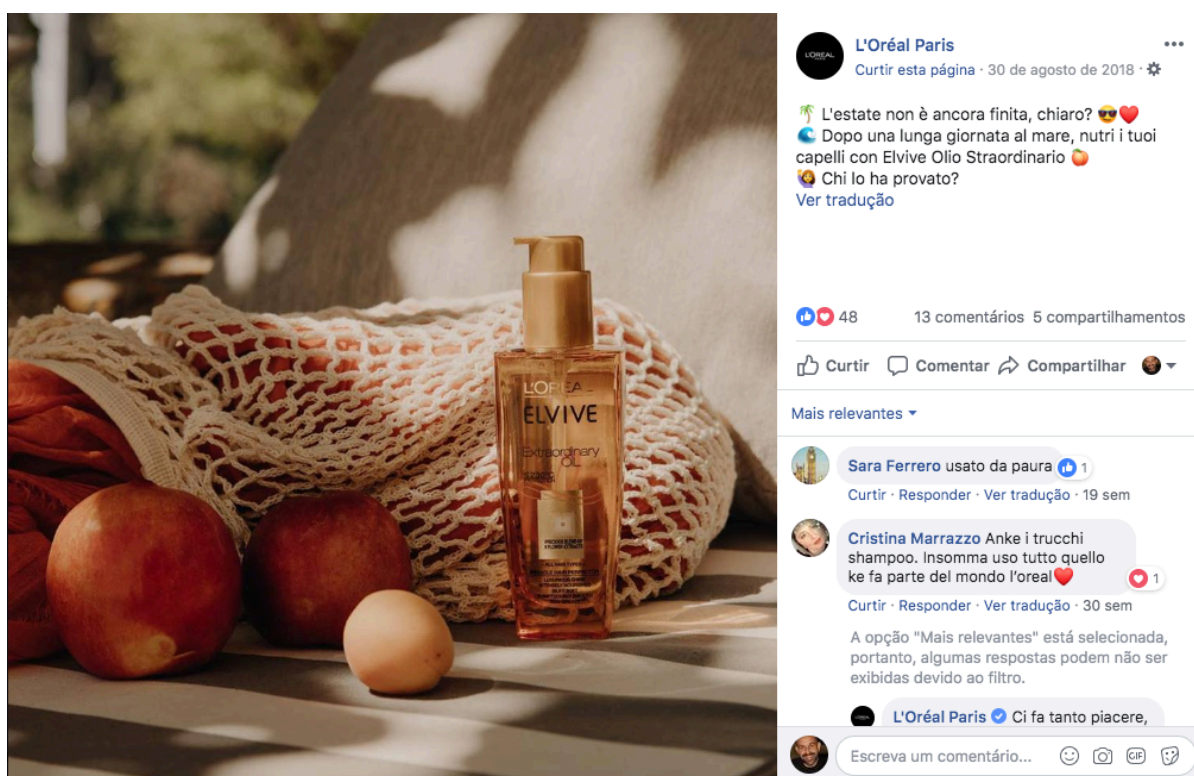 L'ORÉAL
ELVIVE
Extraordinary
OIL
L'Oréal Paris
Curtir esta página · 30 de agosto de 2018 ·
🌴 L'estate non è ancora finita, chiaro? 😎❤️
🌊 Dopo una lunga giornata al mare, nutri i tuoi
capelli con Elvive Olio Straordinario 🍑
🙋‍♀️ Chi lo ha provato?
Ver tradução
48 13 comentários 5 compartilhamentos
Curtir Comentar Compartilhar
Mais relevantes
Sara Ferrero usato da paura 1
Curtir · Responder · Ver tradução · 19 sem
Cristina Marrazzo Anke i trucchi
shampoo. Insomma uso tutto quello
ke fa parte del mondo l'oreal❤️ 1
Curtir · Responder · Ver tradução · 30 sem
A opção "Mais relevantes" está selecionada,
portanto, algumas respostas podem não ser
exibidas devido ao filtro.
L'Oréal Paris Ci fa tanto piacere,
Escreva um comentário...
GIF